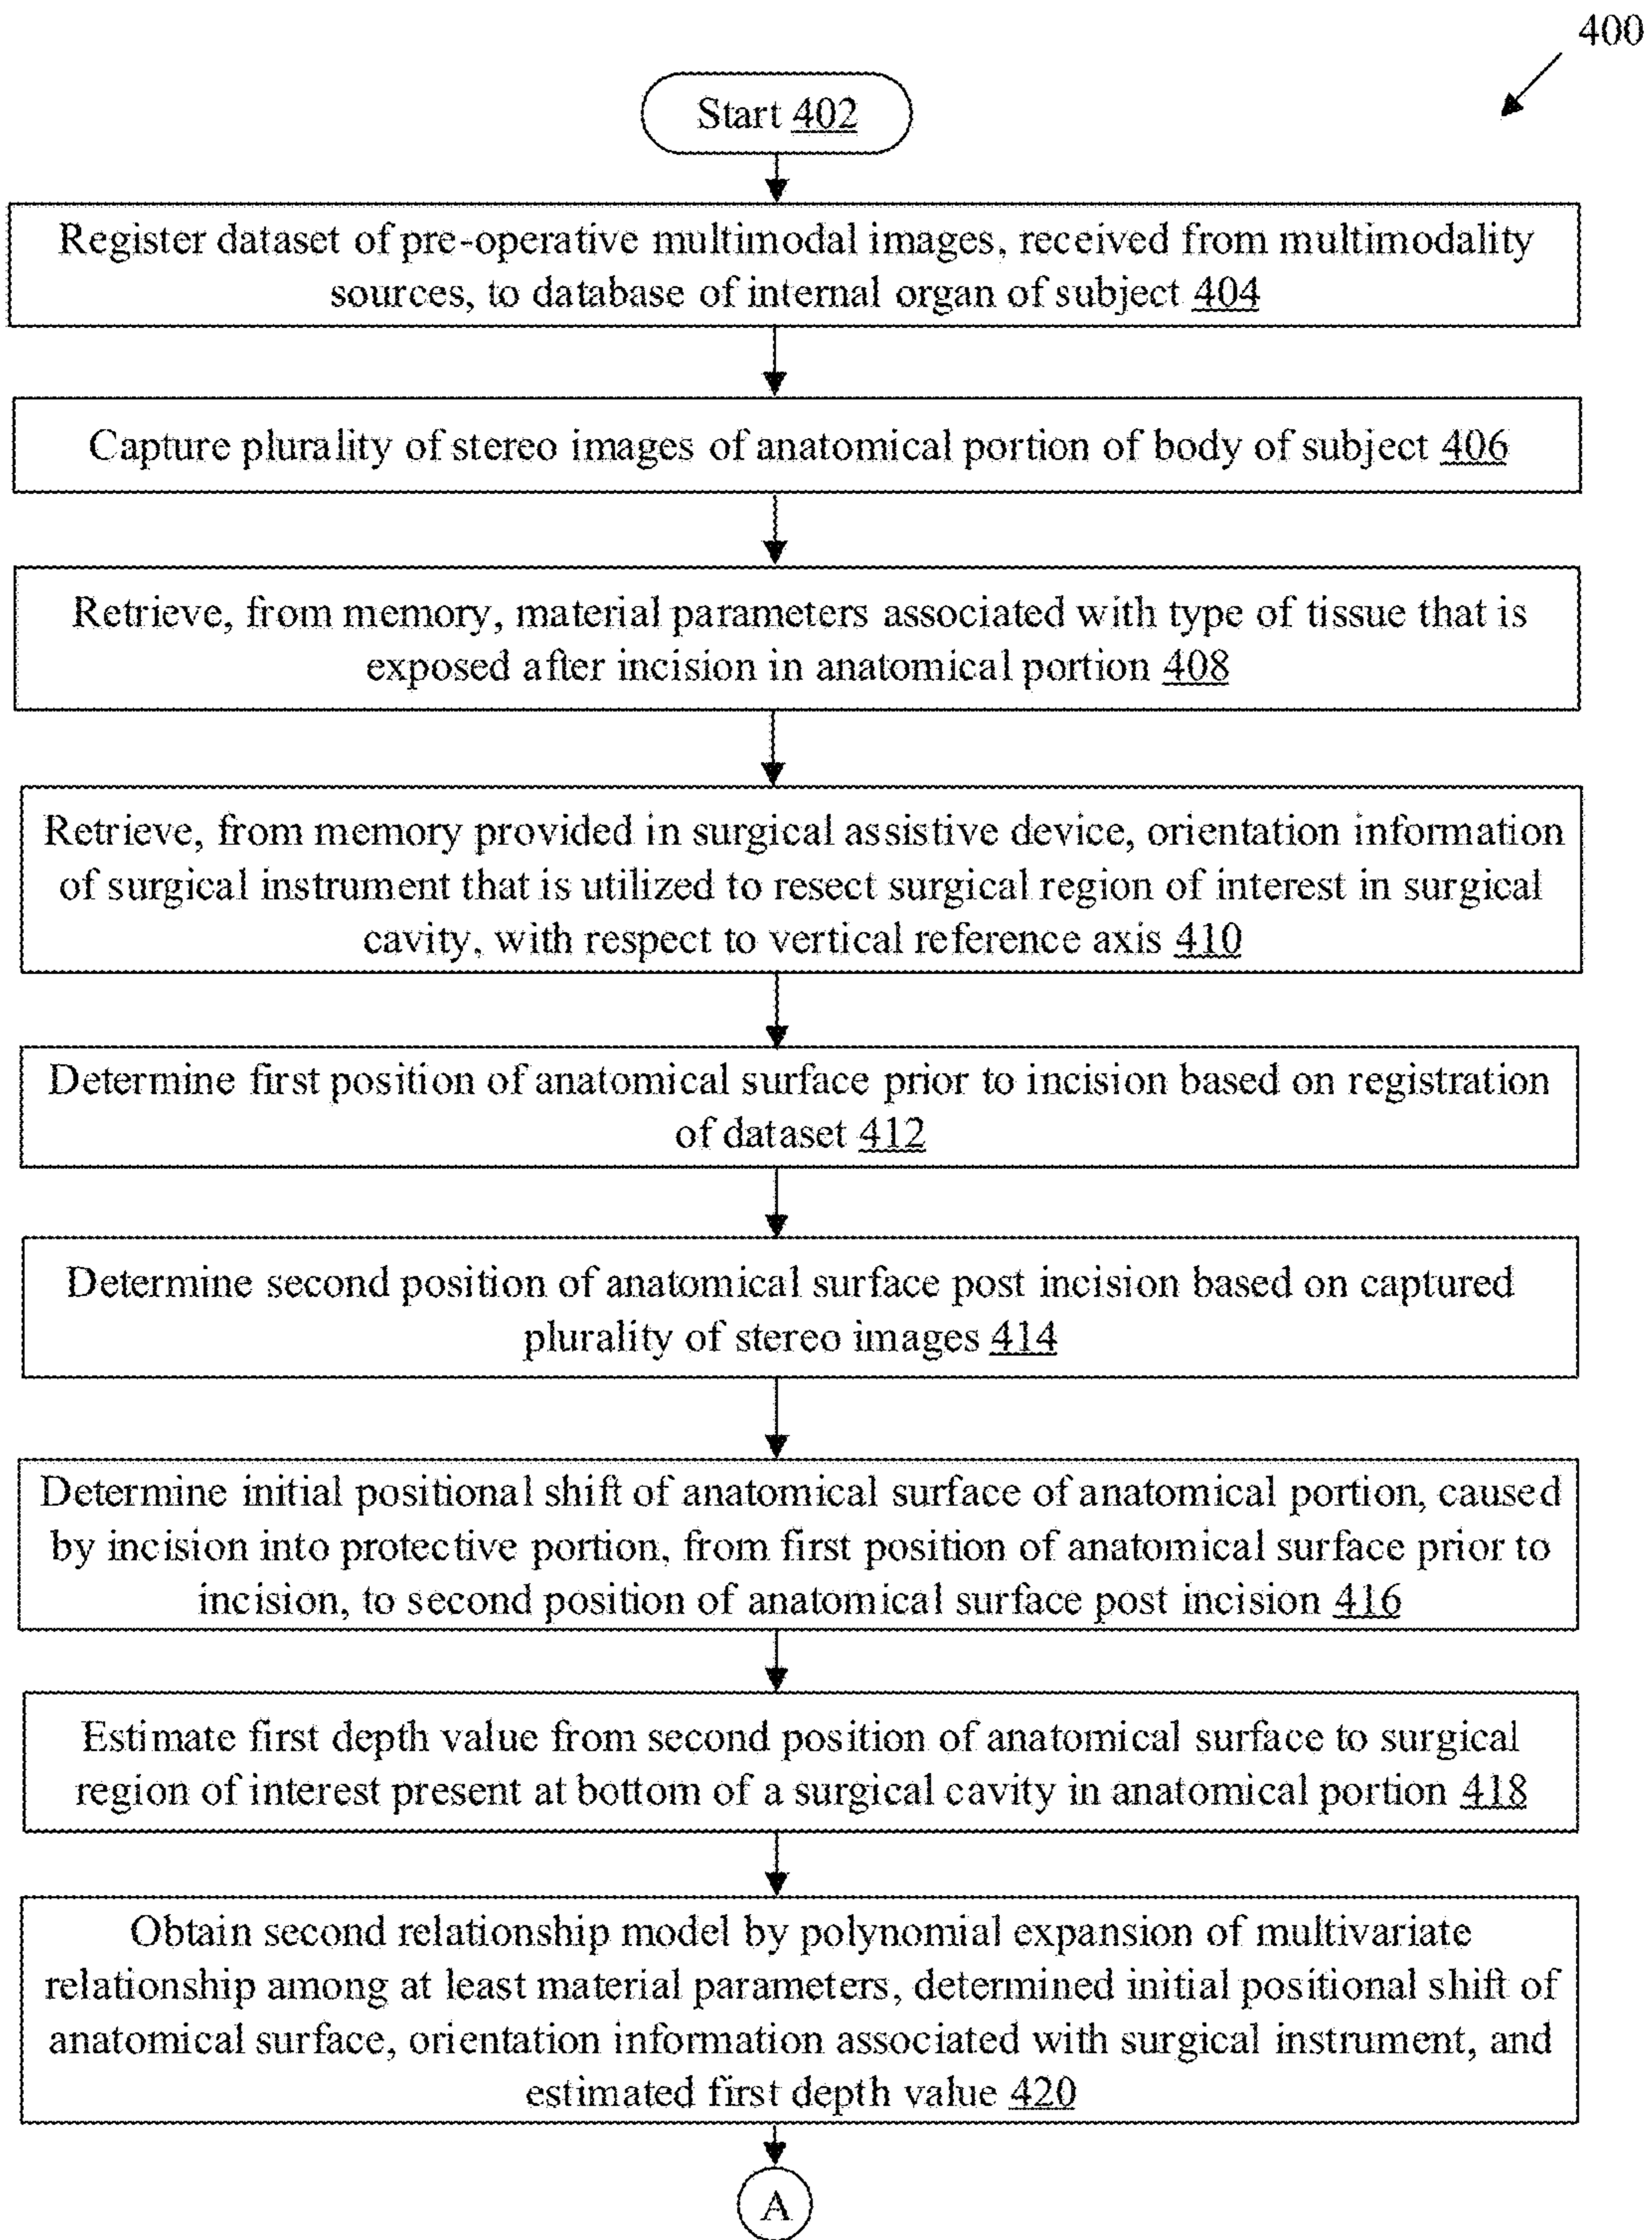 400
Start 402
Register dataset of pre-operative multimodal images, received from multimodality
sources, to database of internal organ of subject 404
Capture plurality of stereo images of anatomical portion of body of subject 406
Retrieve, from memory, material parameters associated with type of tissue that is
exposed after incision in anatomical portion 408
Retrieve, from memory provided in surgical assistive device, orientation information
of surgical instrument that is utilized to resect surgical region of interest in surgical
cavity, with respect to vertical reference axis 410
Determine first position of anatomical surface prior to incision based on registration
of dataset 412
Determine second position of anatomical surface post incision based on captured
plurality of stereo images 414
Determine initial positional shift of anatomical surface of anatomical portion, caused
by incision into protective portion, from first position of anatomical surface prior to
incision, to second position of anatomical surface post incision 416
Estimate first depth value from second position of anatomical surface to surgical
region of interest present at bottom of a surgical cavity in anatomical portion 418
Obtain second relationship model by polynomial expansion of multivariate
relationship among at least material parameters, determined initial positional shift of
anatomical surface, orientation information associated with surgical instrument, and
estimated first depth value 420
A